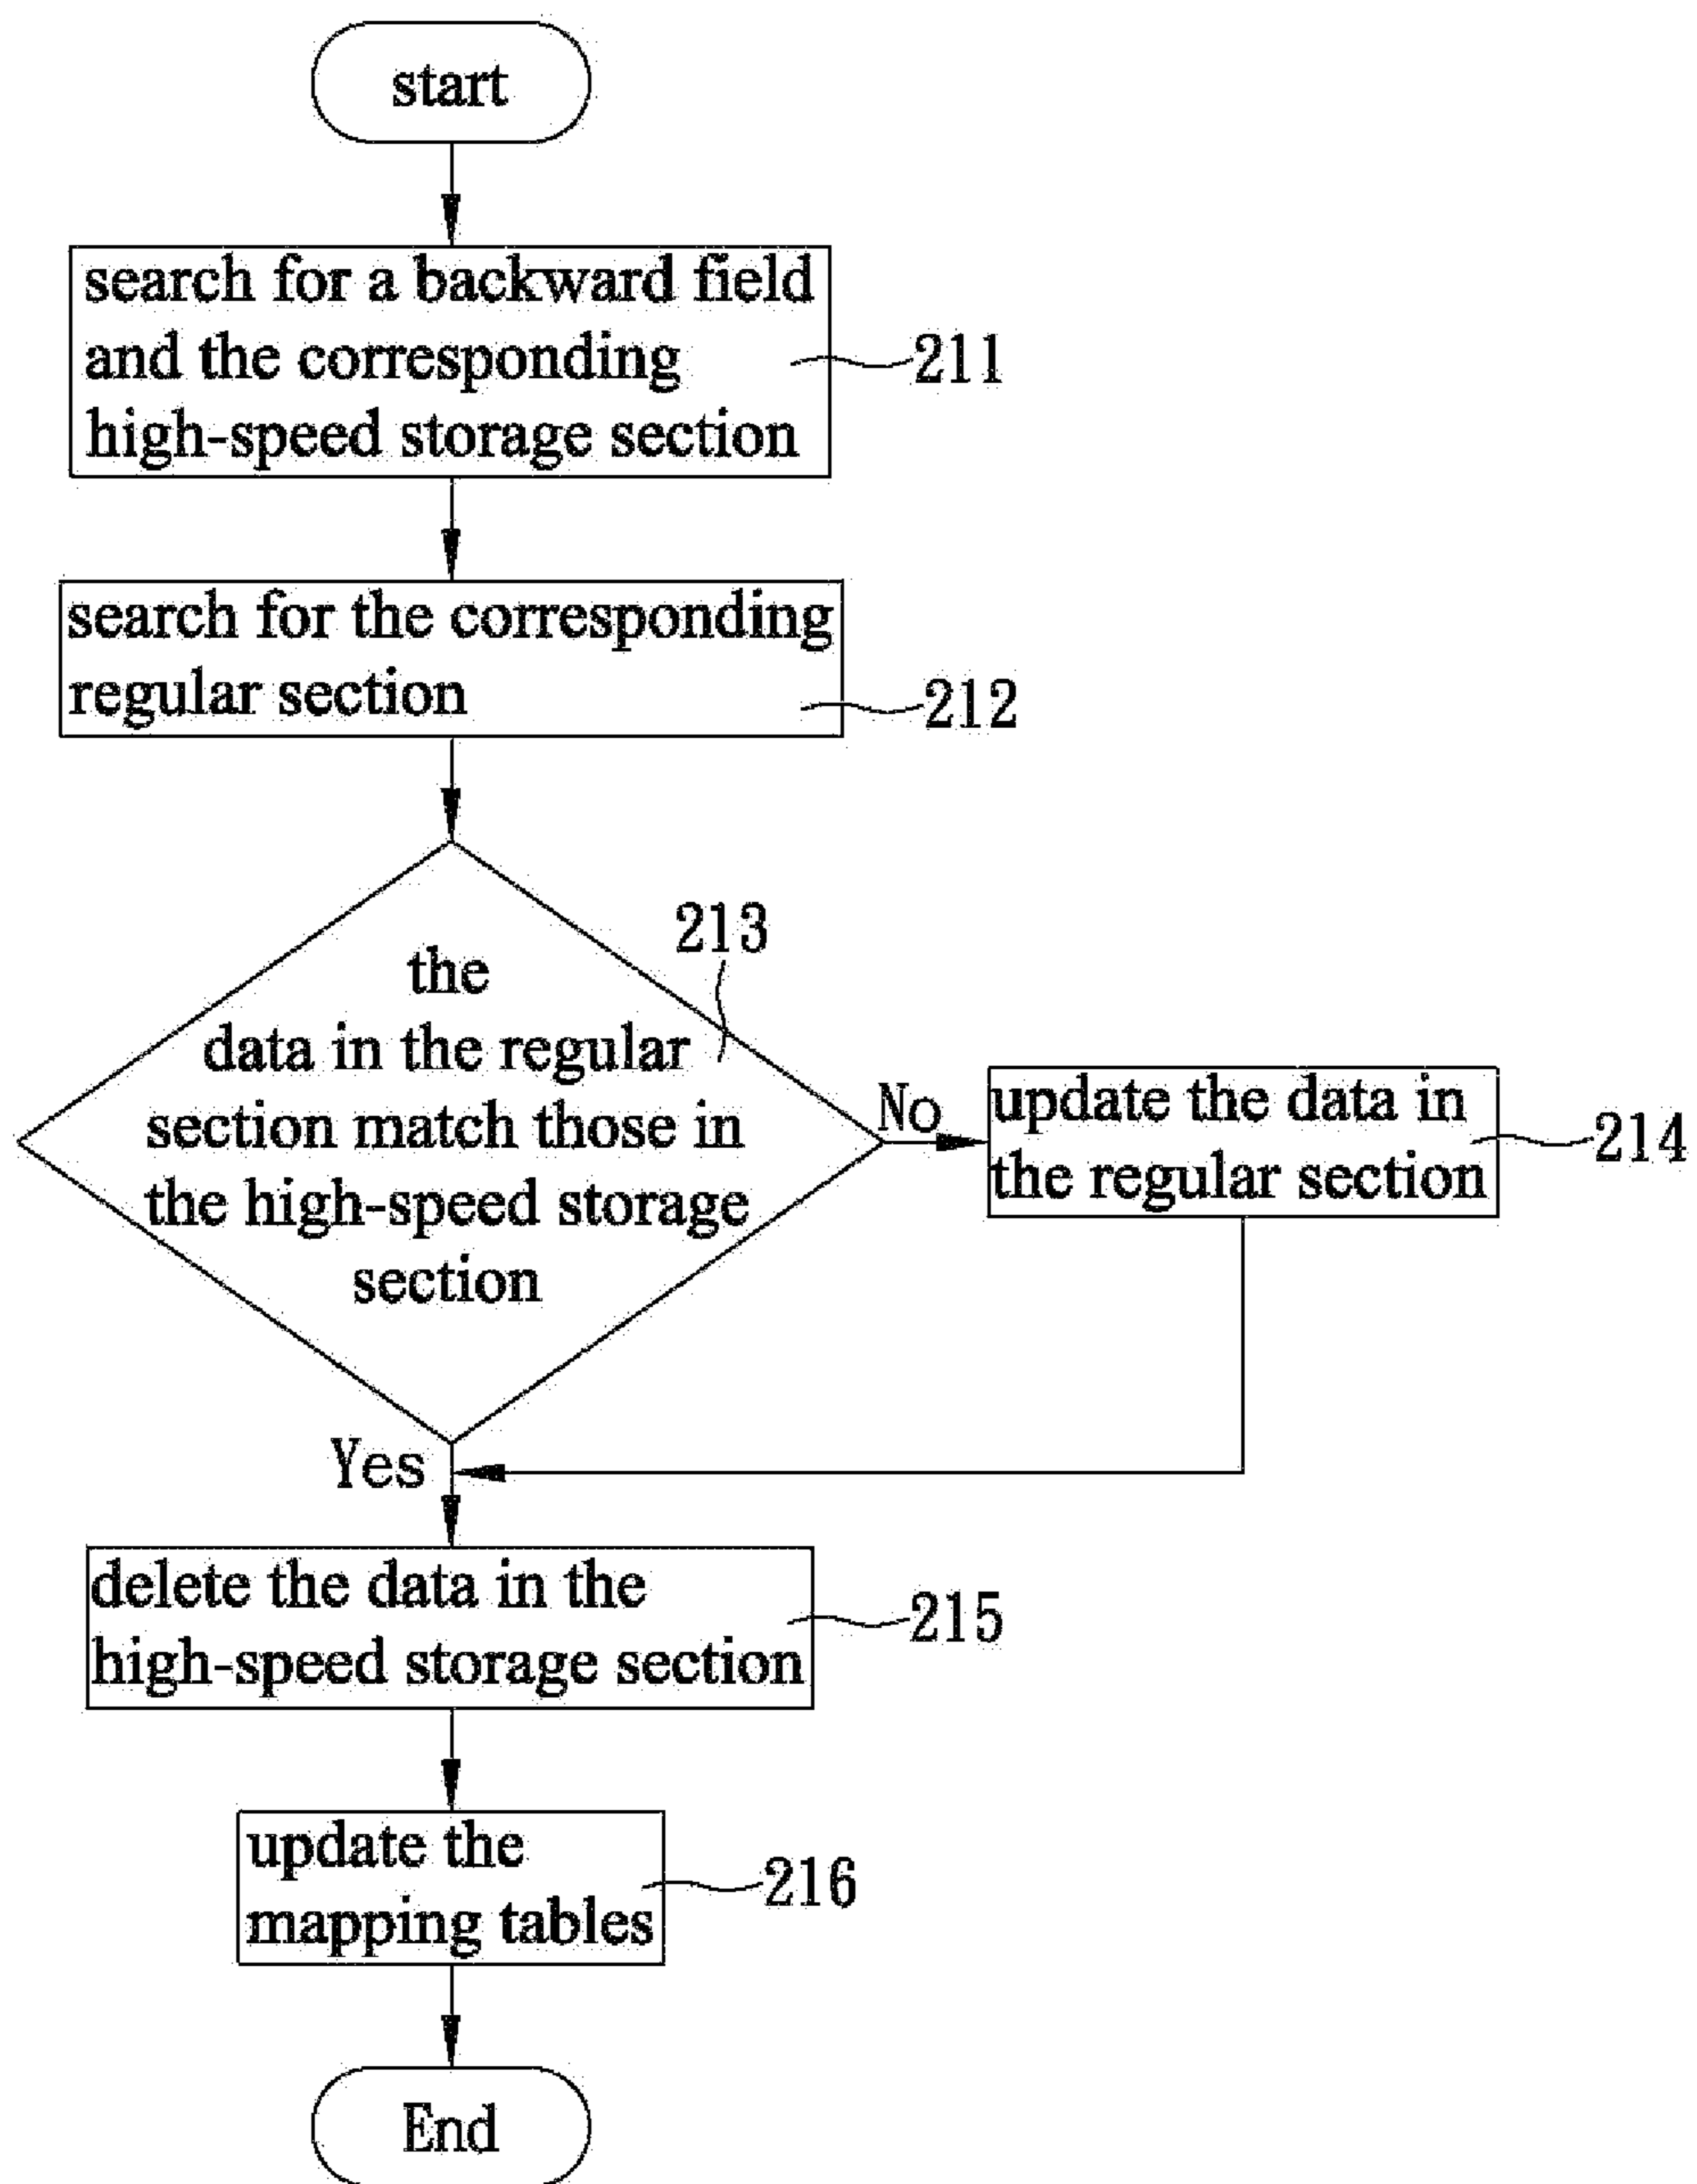 start
search for a backward field
and the corresponding
high-speed storage section
211
search for the corresponding
regular section
212
213
the
data in the regular
section match those in
the high-speed storage
section
No
update the data in
the regular section
214
Yes
delete the data in the
high-speed storage section
215
update the
mapping tables
216
End